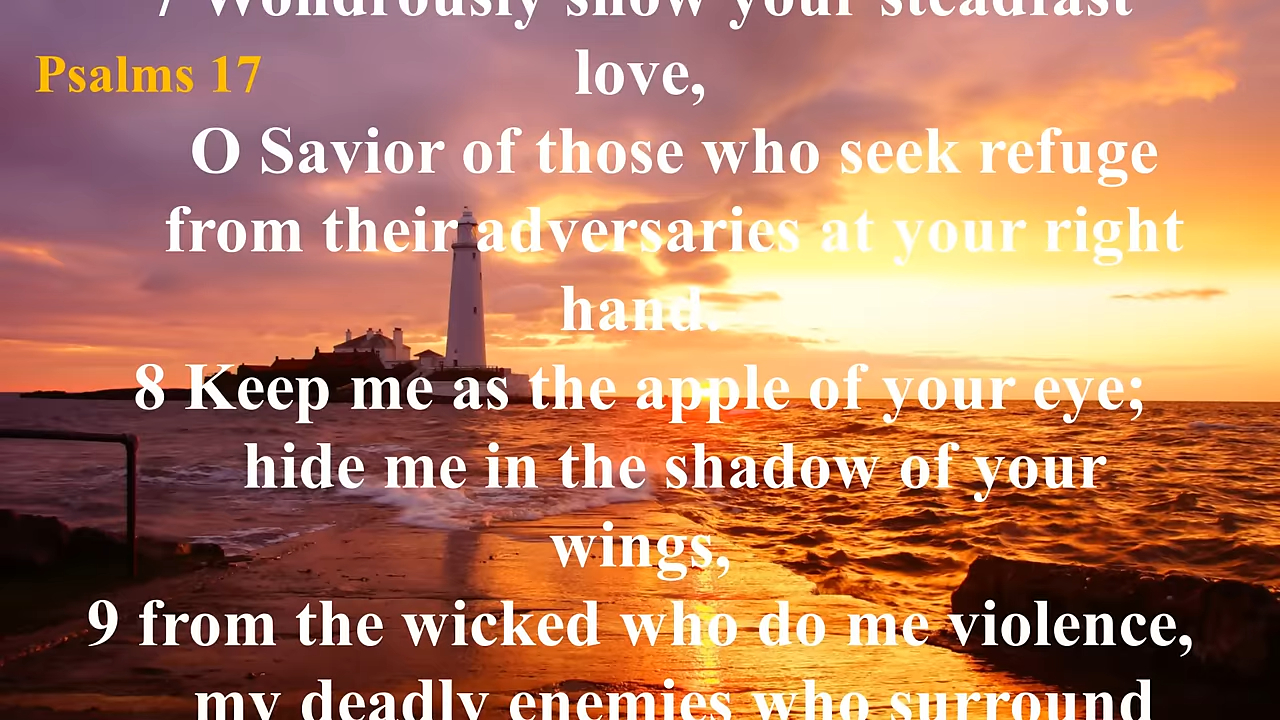 7 Wondrously show your steadfast
Psalms 17
love,
O Savior of those who seek refuge
from their adversaries at your right
hand.
8 Keep me as the apple of your eye;
hide me in the shadow of your
wings,
9 from the wicked who do me violence,
my deadly enemies who surround